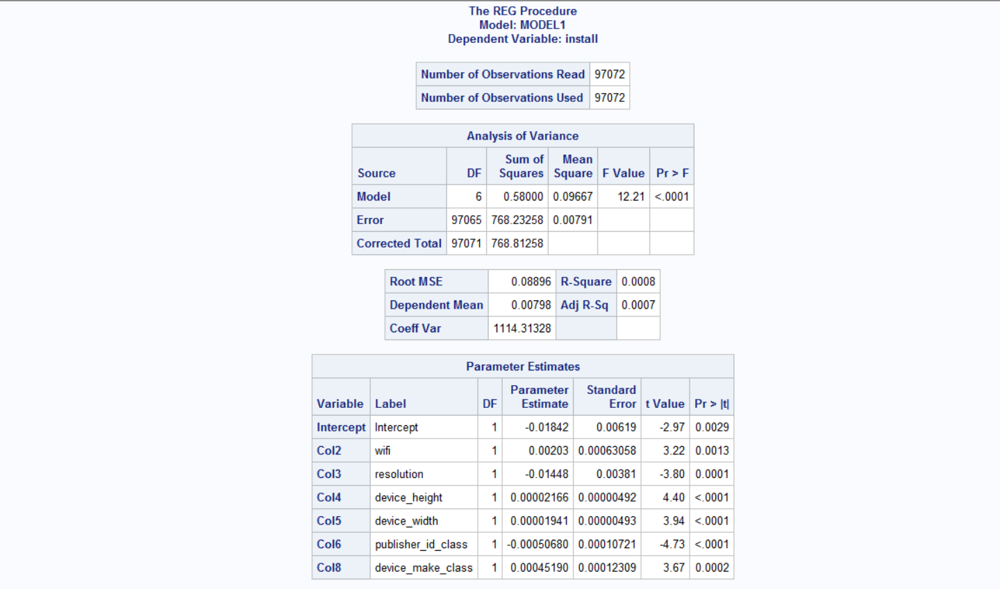 The REG Procedure
Model: MODEL1
Dependent Variable: install
Number of Observations Read 97072
Number of Observations Used 97072
Analysis of Variance
Source DF Sum of Squares Mean Square F Value Pr > F
Model 6 0.58000 0.09667 12.21 <.0001
Error 97065 768.23258 0.00791
Corrected Total 97071 768.81258
Root MSE 0.08896 R-Square 0.0008
Dependent Mean 0.00798 Adj R-Sq 0.0007
Coeff Var 1114.31328
Parameter Estimates
Variable Label DF Parameter Estimate Standard Error t Value Pr > |t|
Intercept Intercept 1 -0.01842 0.00619 -2.97 0.0029
Col2 wifi 1 0.00203 0.00063058 3.22 0.0013
Col3 resolution 1 -0.01448 0.00381 -3.80 0.0001
Col4 device_height 1 0.00002166 0.00000492 4.40 <.0001
Col5 device_width 1 0.00001941 0.00000493 3.94 <.0001
Col6 publisher_id_class 1 -0.00050680 0.00010721 -4.73 <.0001
Col8 device_make_class 1 0.00045190 0.00012309 3.67 0.0002